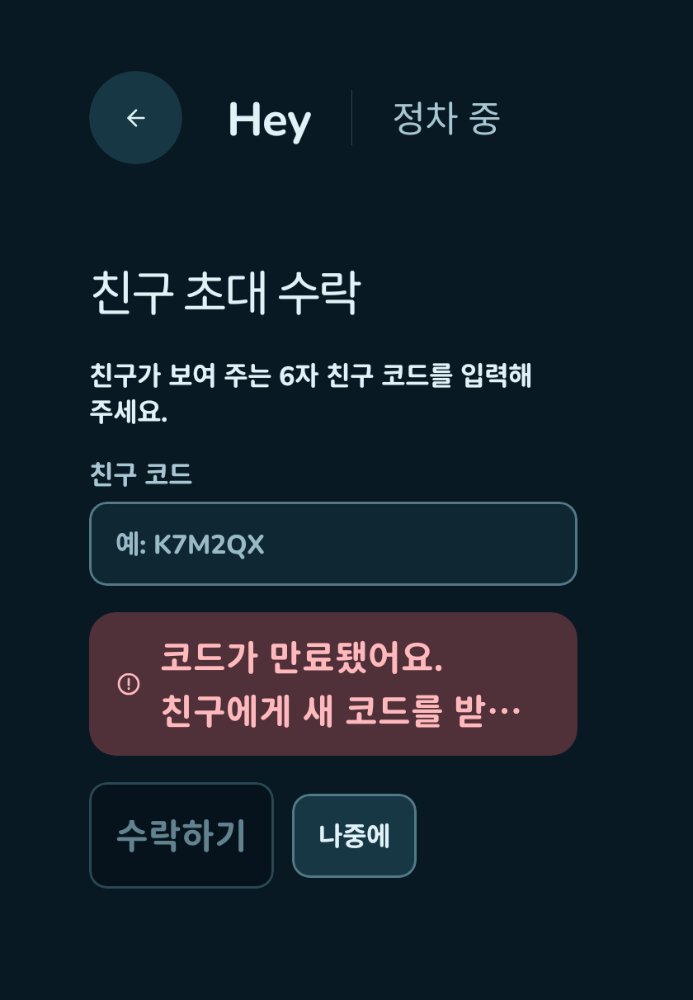 Hey
정차 중
친구 초대 수락
친구가 보여 주는 6자 친구 코드를 입력해
주세요.
친구 코드
예: K7M2QX
코드가 만료됐어요.
친구에게 새 코드를 받…
수락하기
나중에